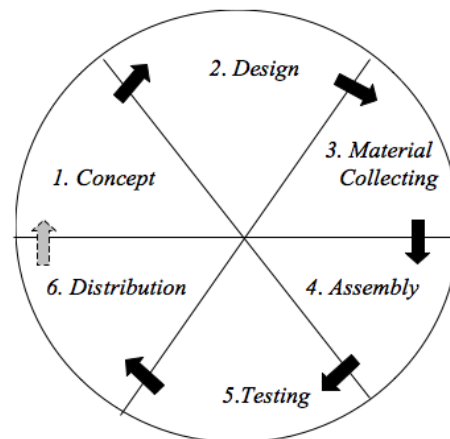 1. Concept
2. Design
3. Material
Collecting
4. Assembly
5.Testing
6. Distribution